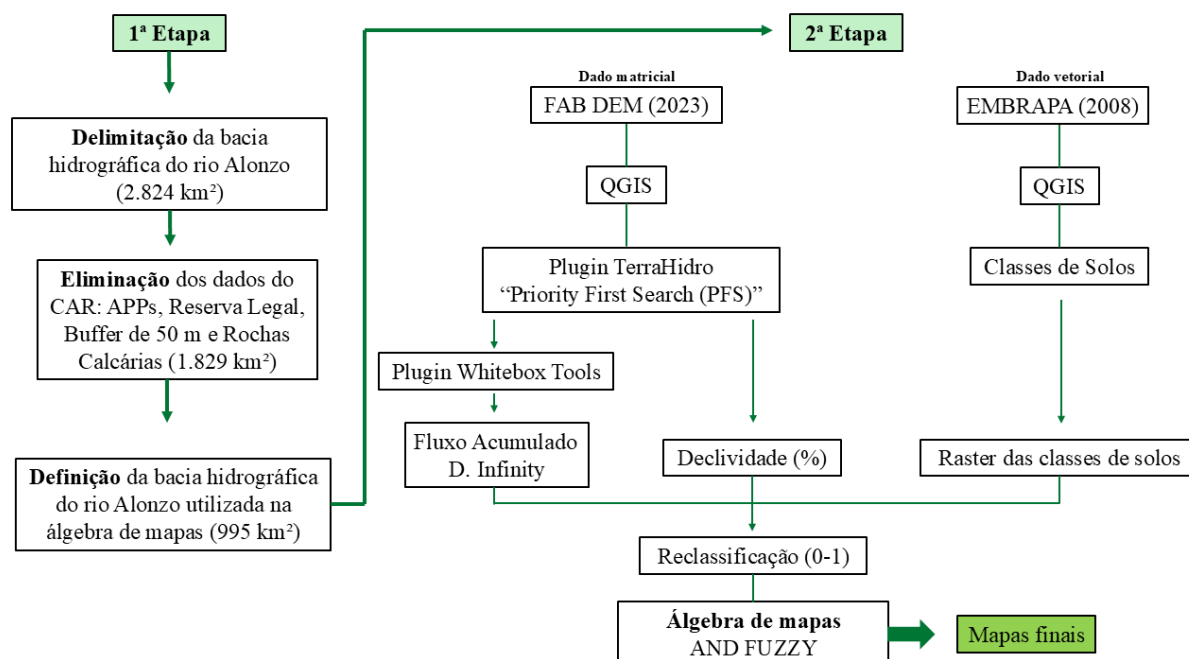 1ª Etapa
Delimitação da bacia
hidrográfica do rio Alonzo
(2.824 km²)
Eliminação dos dados do
CAR: APPs, Reserva Legal,
Buffer de 50 m e Rochas
Calcárias (1.829 km²)
Definição da bacia hidrográfica
do rio Alonzo utilizada na
álgebra de mapas (995 km²)
2ª Etapa
Dado matricial
FAB DEM (2023)
QGIS
Plugin TerraHidro
“Priority First Search (PFS)”
Plugin Whitebox Tools
Fluxo Acumulado
D. Infinity
Declividade (%)
Dado vetorial
EMBRAPA (2008)
QGIS
Classes de Solos
Raster das classes de solos
Reclassificação (0-1)
Álgebra de mapas
AND FUZZY
Mapas finais